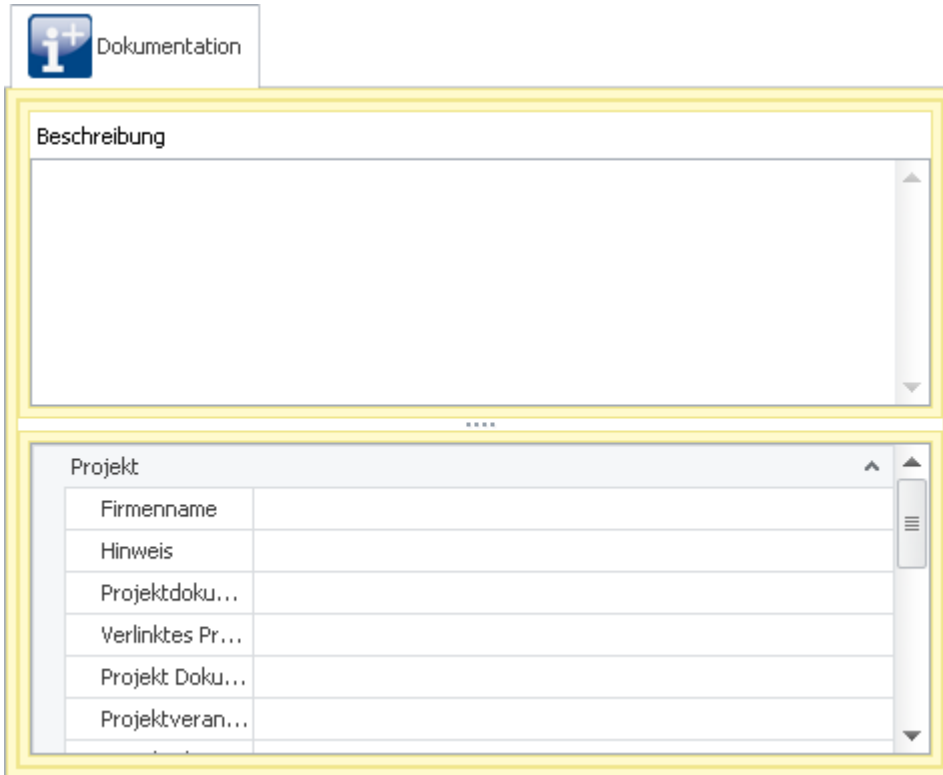 Dokumentation
Beschreibung
Projekt
Firmenname
Hinweis
Projektdoku...
Verlinktes Pr...
Projekt Doku...
Projektveran...